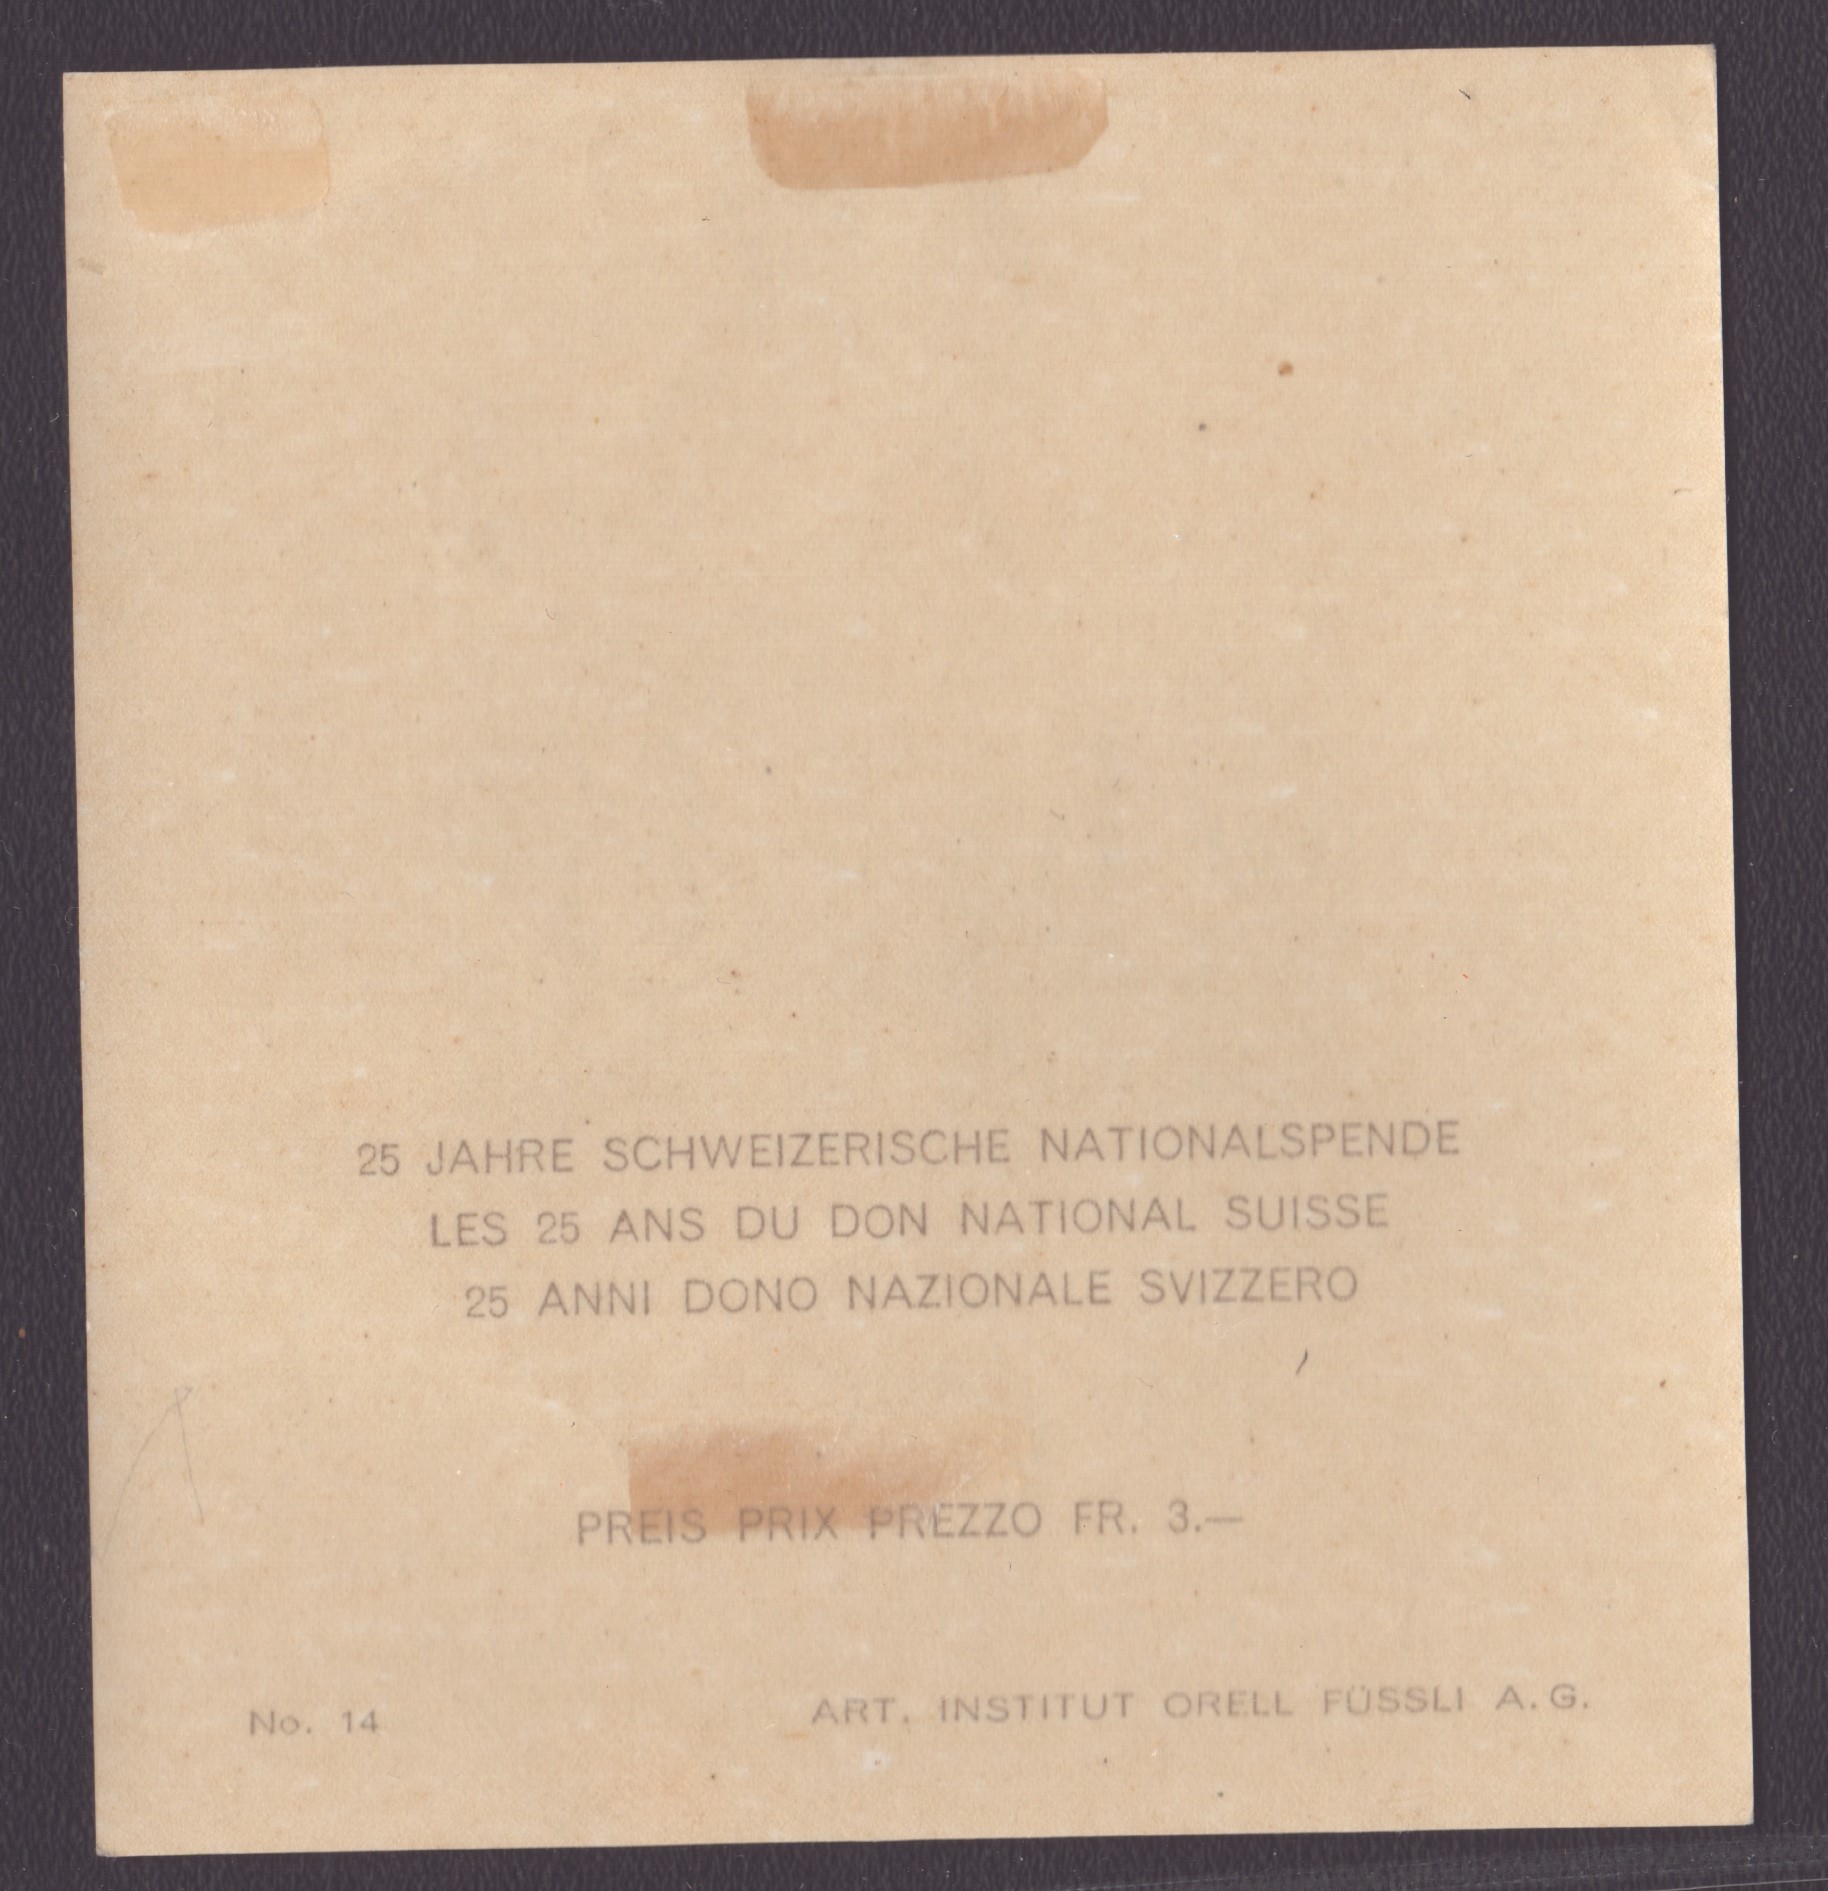 25 JAHRE SCHWEIZERISCHE NATIONALSPENDE
LES 25 ANS DU DON NATIONAL SUISSE
25 ANNI DONO NAZIONALE SVIZZERO
PREIS PRIX PREZZO FR. 3.—
No. 14 ART. INSTITUT ORELL FÜSSLI A.G.